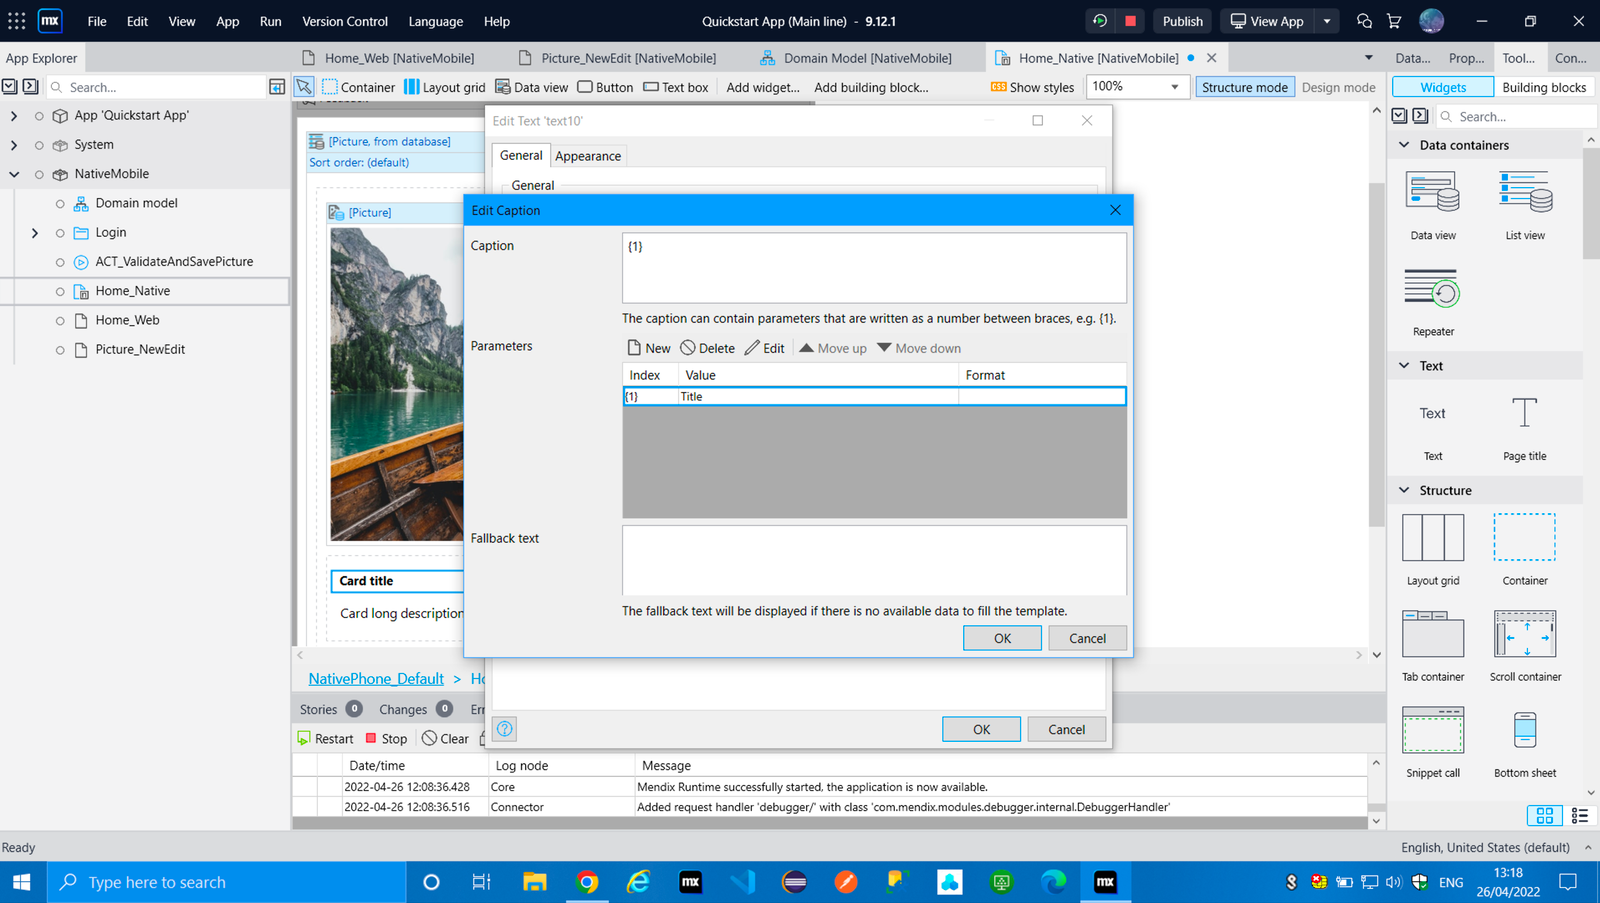 mx File Edit View App Run Version Control Language Help Quickstart App (Main line) - 9.12.1 Publish View App
App Explorer Home_Web [NativeMobile] Picture_NewEdit [NativeMobile] Domain Model [NativeMobile] Home_Native [NativeMobile] Data... Prop... Tool... Con...
Search... Container Layout grid Data view Button Text box Add widget... Add building block... CSS Show styles 100% Structure mode Design mode Widgets Building blocks
Search...
App 'Quickstart App'
System
NativeMobile
Domain model
Login
ACT_ValidateAndSavePicture
Home_Native
Home_Web
Picture_NewEdit
[Picture, from database]
Sort order: (default)
[Picture]
Card title
Card long description
Edit Text 'text10'
General Appearance
General
Edit Caption
Caption {1}
The caption can contain parameters that are written as a number between braces, e.g. {1}.
Parameters New Delete Edit Move up Move down
Index Value Format
{1} Title
Fallback text
The fallback text will be displayed if there is no available data to fill the template.
OK Cancel
OK Cancel
NativePhone_Default >
Stories 0 Changes 0
Restart Stop Clear
Date/time Log node Message
2022-04-26 12:08:36.428 Core Mendix Runtime successfully started, the application is now available.
2022-04-26 12:08:36.516 Connector Added request handler 'debugger/' with class 'com.mendix.modules.debugger.internal.DebuggerHandler'
Data containers
Data view List view
Repeater
Text
Text
Text Page title
Structure
Layout grid Container
Tab container Scroll container
Snippet call Bottom sheet
Ready English, United States (default)
Type here to search mx mx ENG 13:18
26/04/2022